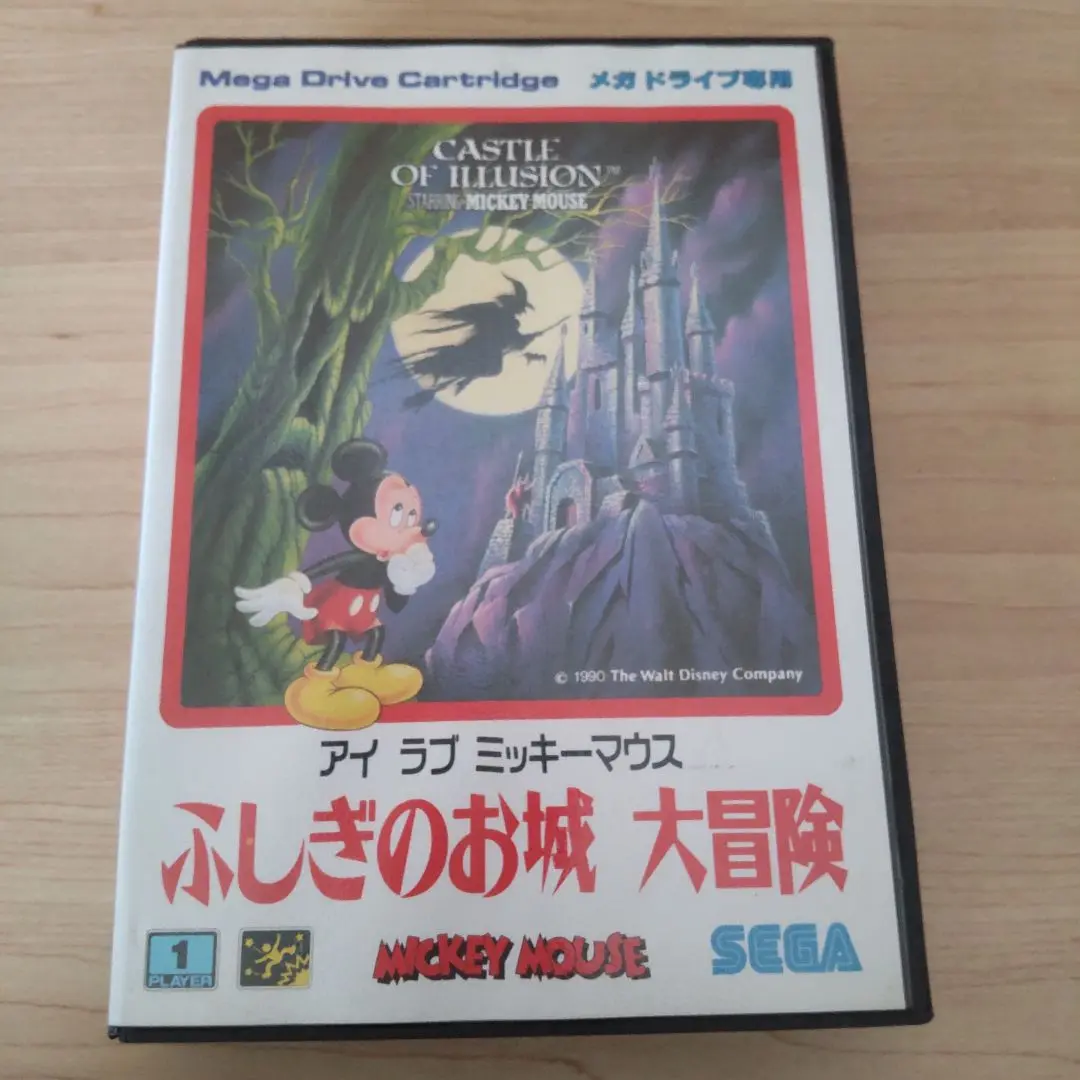 Mega Drive Cartridge メガドライブ専用
CASTLE
OF ILLUSION™
STARRING MICKEY MOUSE
© 1990 The Walt Disney Company
アイ ラブ ミッキーマウス
ふしぎのお城 大冒険
1
PLAYER
MICKEY MOUSE
SEGA